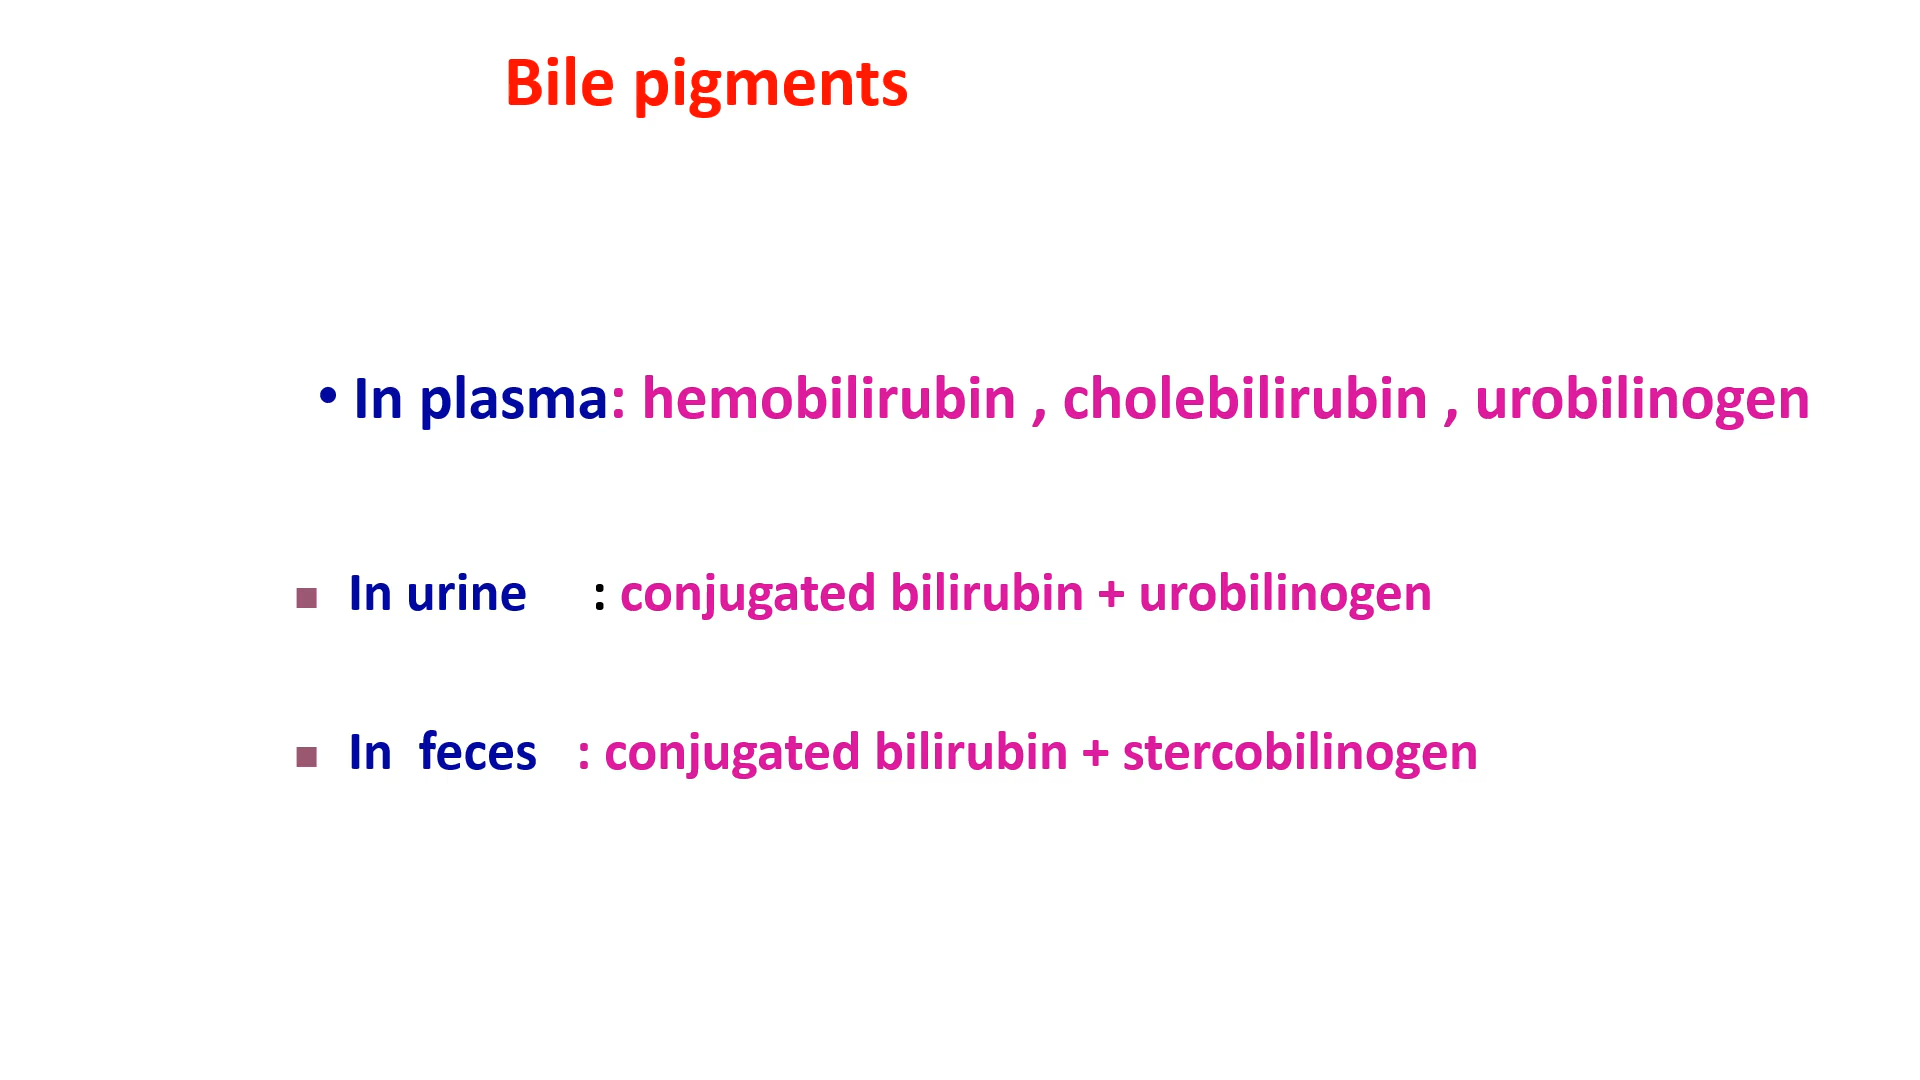 Bile pigments
• In plasma: hemobilirubin , cholebilirubin , urobilinogen
■ In urine : conjugated bilirubin + urobilinogen
■ In feces : conjugated bilirubin + stercobilinogen